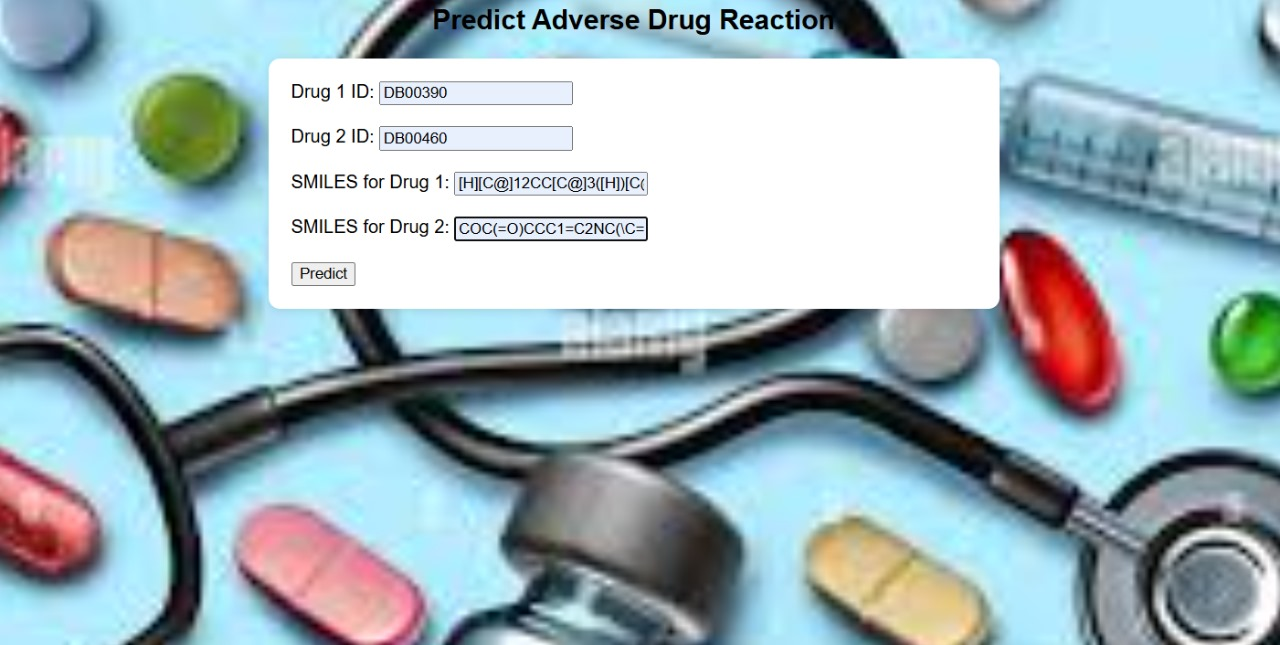 Predict Adverse Drug Reaction
Drug 1 ID: DB00390
Drug 2 ID: DB00460
SMILES for Drug 1: [H][C@]12CC[C@]3([H])[C(
SMILES for Drug 2: COC(=O)CCC1=C2NC(\C=
Predict
alamy